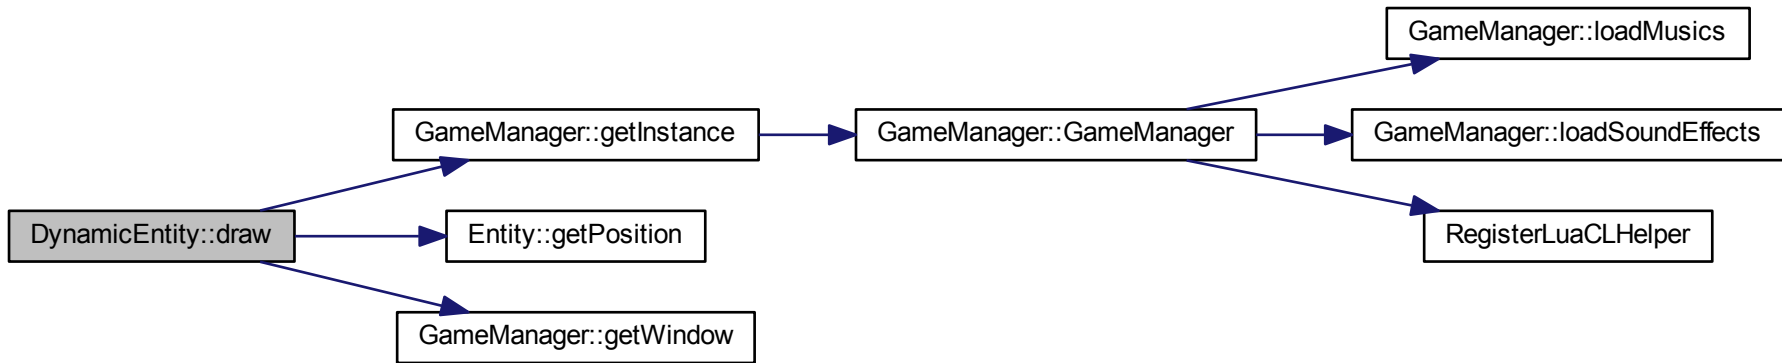 GameManager::loadMusics
GameManager::getInstance
GameManager::GameManager
GameManager::loadSoundEffects
DynamicEntity::draw
Entity::getPosition
RegisterLuaCLHelper
GameManager::getWindow